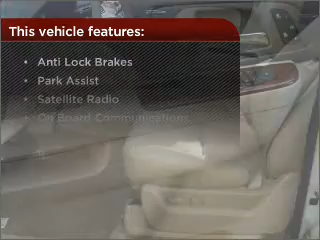 This vehicle features:
• Anti Lock Brakes
• Park Assist
• Satellite Radio
• On Board Communications